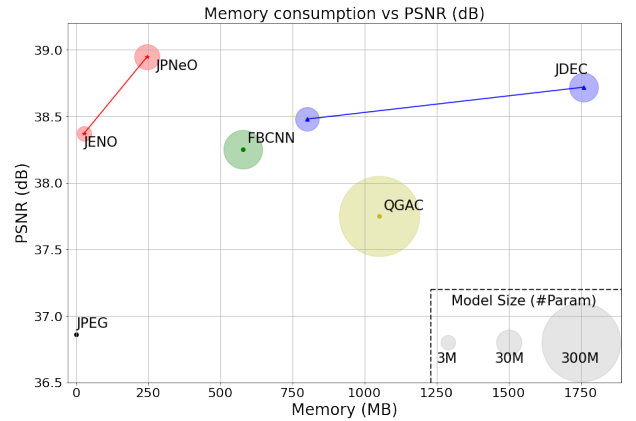 Memory consumption vs PSNR (dB)
39.0
38.5
38.0
37.5
37.0
36.5
PSNR (dB)
JPNeO
JDEC
JENO
FBCNN
QGAC
JPEG
Model Size (#Param)
3M 30M 300M
0 250 500 750 1000 1250 1500 1750
Memory (MB)